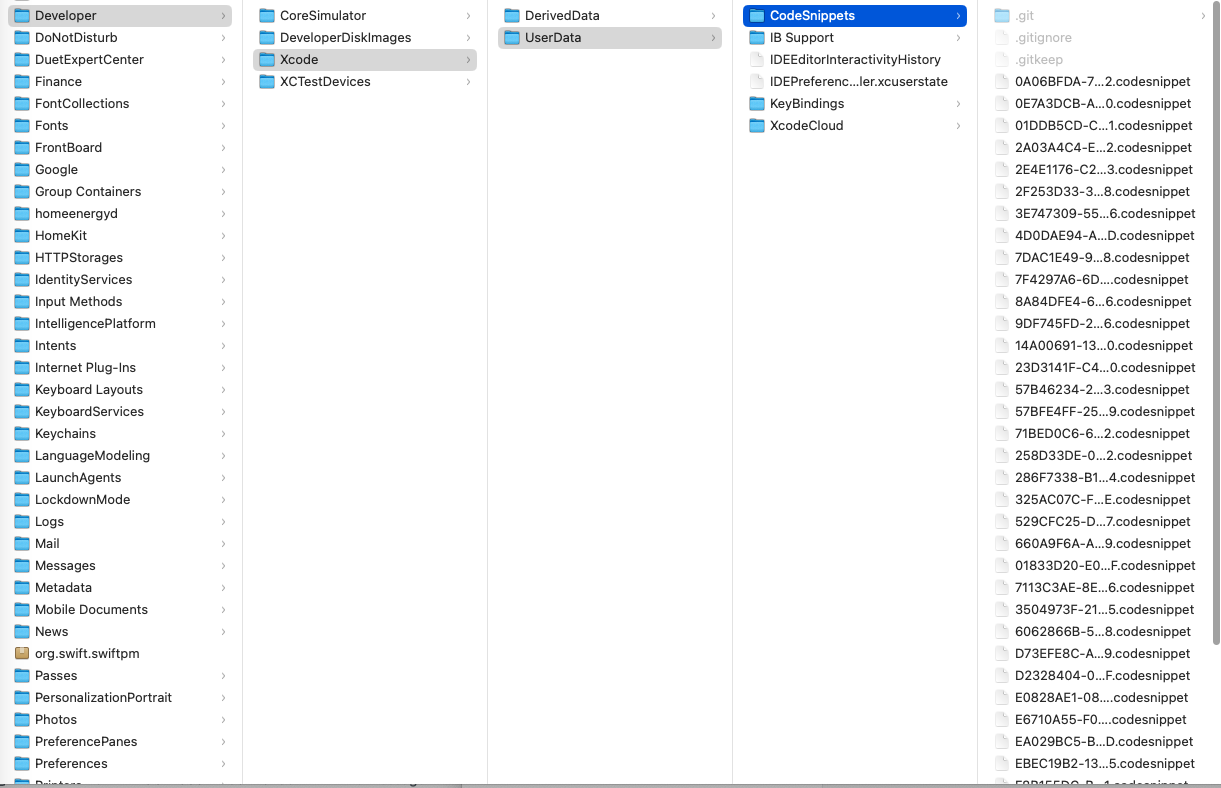 Developer
DoNotDisturb
DuetExpertCenter
Finance
FontCollections
Fonts
FrontBoard
Google
Group Containers
homeenergyd
HomeKit
HTTPStorages
IdentityServices
Input Methods
IntelligencePlatform
Intents
Internet Plug-Ins
Keyboard Layouts
KeyboardServices
Keychains
LanguageModeling
LaunchAgents
LockdownMode
Logs
Mail
Messages
Metadata
Mobile Documents
News
org.swift.swiftpm
Passes
PersonalizationPortrait
Photos
PreferencePanes
Preferences
CoreSimulator
DeveloperDiskImages
Xcode
XCTestDevices
DerivedData
UserData
CodeSnippets
IB Support
IDEEditorInteractivityHistory
IDEPreferenc...ler.xcuserstate
KeyBindings
XcodeCloud
.git
.gitignore
.gitkeep
0A06BFDA-7...2.codesnippet
0E7A3DCB-A...0.codesnippet
01DDB5CD-C...1.codesnippet
2A03A4C4-E...2.codesnippet
2E4E1176-C2...3.codesnippet
2F253D33-3...8.codesnippet
3E747309-55...6.codesnippet
4D0DAE94-A...D.codesnippet
7DAC1E49-9...8.codesnippet
7F4297A6-6D....codesnippet
8A84DFE4-6...6.codesnippet
9DF745FD-2...6.codesnippet
14A00691-13...0.codesnippet
23D3141F-C4...0.codesnippet
57B46234-2...3.codesnippet
57BFE4FF-25...9.codesnippet
71BED0C6-6...2.codesnippet
258D33DE-0...2.codesnippet
286F7338-B1...4.codesnippet
325AC07C-F...E.codesnippet
529CFC25-D...7.codesnippet
660A9F6A-A...9.codesnippet
01833D20-E0...F.codesnippet
7113C3AE-8E...6.codesnippet
3504973F-21...5.codesnippet
6062866B-5...8.codesnippet
D73EFE8C-A...9.codesnippet
D2328404-0...F.codesnippet
E0828AE1-08....codesnippet
E6710A55-F0....codesnippet
EA029BC5-B...D.codesnippet
EBEC19B2-13...5.codesnippet